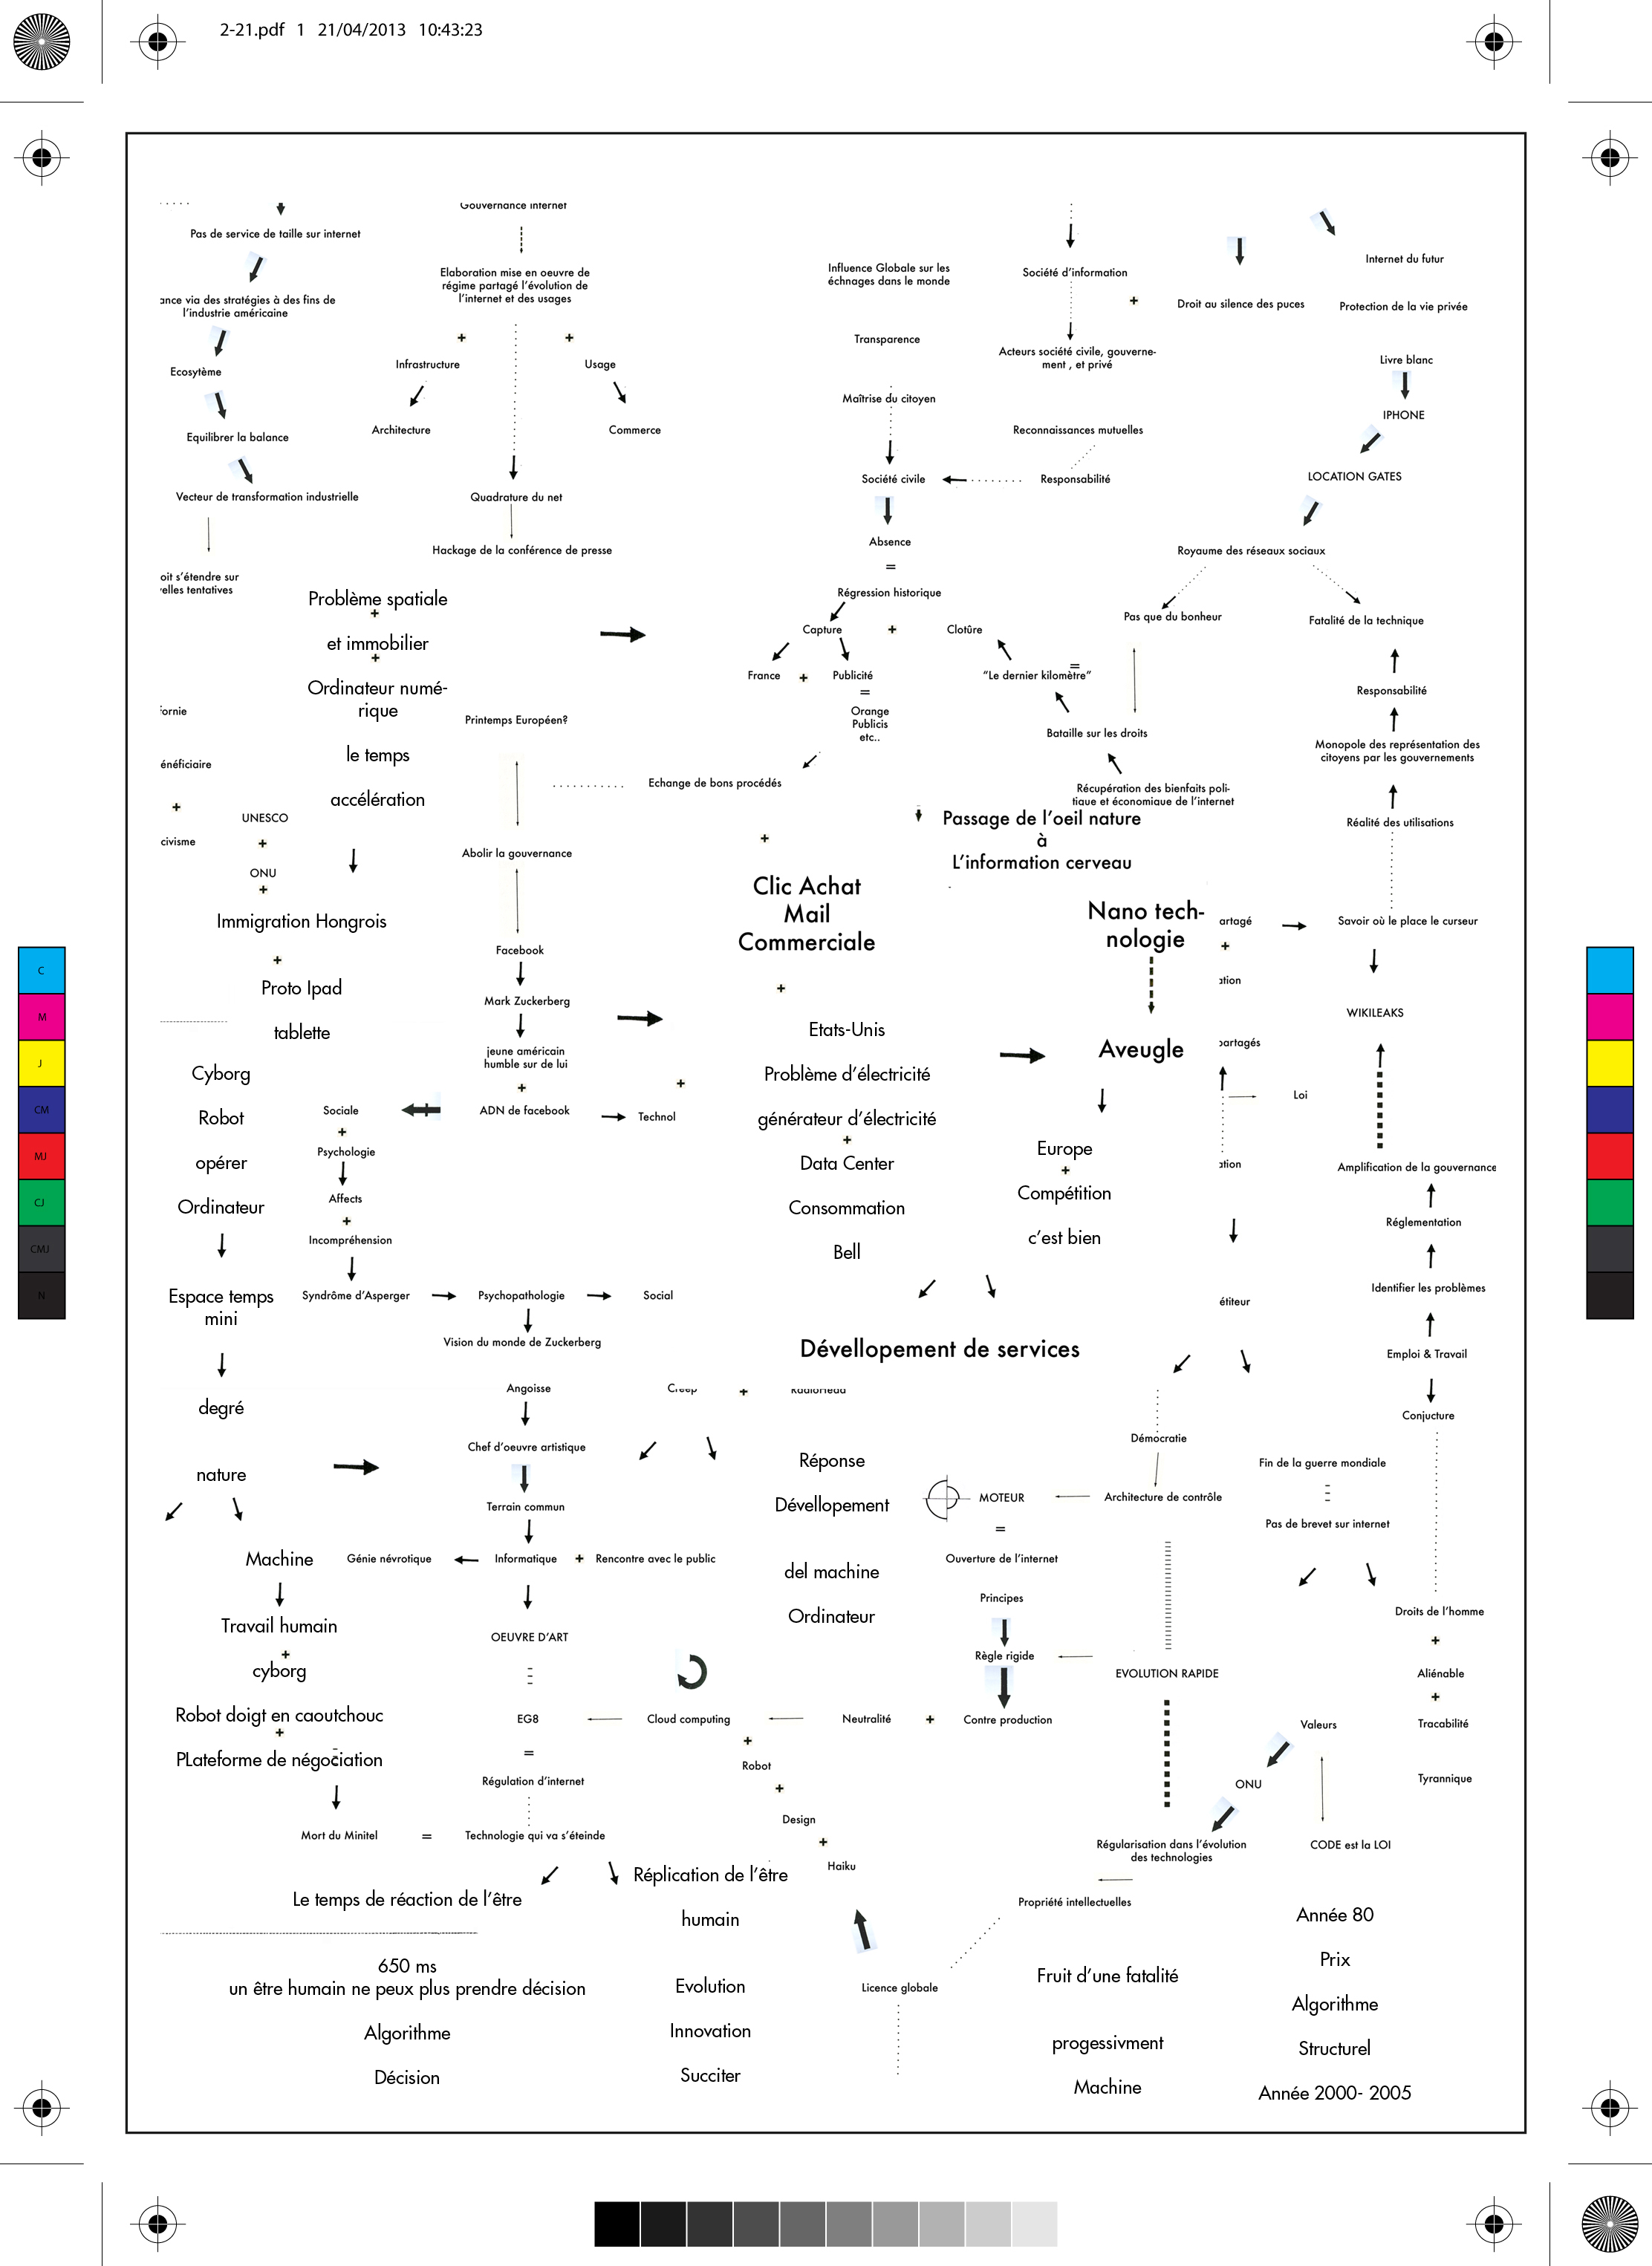 2-21.pdf 1 21/04/2013 10:43:23
Gouvernance internet
Pas de service de taille sur internet
Elaboration mise en oeuvre de
régime partagé l'évolution de
l'internet et des usages
ance via des stratégies à des fins de
l'industrie américaine
Ecosytème
Infrastructure
Usage
Equilibrer la balance
Architecture
Commerce
Vecteur de transformation industrielle
Quadrature du net
Hackage de la conférence de presse
oit s'étendre sur
elles tentatives
Influence Globale sur les
échnages dans le monde
Société d'information
+
Droit au silence des puces
Internet du futur
Protection de la vie privée
Transparence
Acteurs société civile, gouverne-
ment , et privé
Livre blanc
IPHONE
Maîtrise du citoyen
Reconnaissances mutuelles
LOCATION GATES
Société civile
Responsabilité
Absence
=
Régression historique
Royaume des réseaux sociaux
Capture
+
Clotûre
Pas que du bonheur
Fatalité de la technique
France
+
Publicité
=
Orange
Publicis
etc..
=
"Le dernier kilomètre"
Responsabilité
Bataille sur les droits
Monopole des représentation des
citoyens par les gouvernements
Echange de bons procédés
Récupération des bienfaits poli-
tique et économique de l'internet
Réalité des utilisations
Problème spatiale
+
et immobilier
+
Ordinateur numé-
rique
le temps
accélération
fornie
énéficiaire
+
civisme
UNESCO
+
ONU
+
Immigration Hongrois
+
Proto Ipad
tablette
Printemps Européen?
Abolir la gouvernance
Facebook
Mark Zuckerberg
jeune américain
humble sur de lui
+
ADN de facebook
Technol
Sociale
+
Psychologie
Affects
+
Incompréhension
Syndrôme d'Asperger
Psychopathologie
Social
Vision du monde de Zuckerberg
Cyborg
Robot
opérer
Ordinateur
Espace temps
mini
degré
nature
Passage de l'oeil nature
à
L'information cerveau
+
Clic Achat
Mail
Commerciale
+
Etats-Unis
Problème d'électricité
générateur d'électricité
+
Data Center
Consommation
Bell
Nano tech-
nologie
Aveugle
Europe
+
Compétition
c'est bien
Dévellopement de services
artagé
+
ation
partagés
Loi
ation
étiteur
Savoir où le place le curseur
WIKILEAKS
Amplification de la gouvernance
Réglementation
Identifier les problèmes
Emploi & Travail
Conjucture
Angoisse
Creep
+
Radiohead
Chef d'oeuvre artistique
Terrain commun
Génie névrotique
Informatique
+
Rencontre avec le public
OEUVRE D'ART
EG8
Cloud computing
Neutralité
+
Contre production
=
Régulation d'internet
+
Robot
+
Design
+
Haiku
Mort du Minitel
=
Technologie qui va s'éteinde
Machine
Travail humain
+
cyborg
Robot doigt en caoutchouc
+
PLateforme de négociation
Réponse
Dévellopement
del machine
Ordinateur
Démocratie
MOTEUR
Architecture de contrôle
=
Ouverture de l'internet
Principes
Règle rigide
EVOLUTION RAPIDE
Fin de la guerre mondiale
Pas de brevet sur internet
Droits de l'homme
+
Aliénable
+
Tracabilité
Tyrannique
Valeurs
ONU
Régularisation dans l'évolution
des technologies
CODE est la LOI
Propriété intellectuelles
Licence globale
Le temps de réaction de l'être
650 ms
un être humain ne peux plus prendre décision
Algorithme
Décision
Réplication de l'être
humain
Evolution
Innovation
Succiter
Fruit d'une fatalité
progessivment
Machine
Année 80
Prix
Algorithme
Structurel
Année 2000- 2005
C
M
J
CM
MJ
CJ
CMJ
N